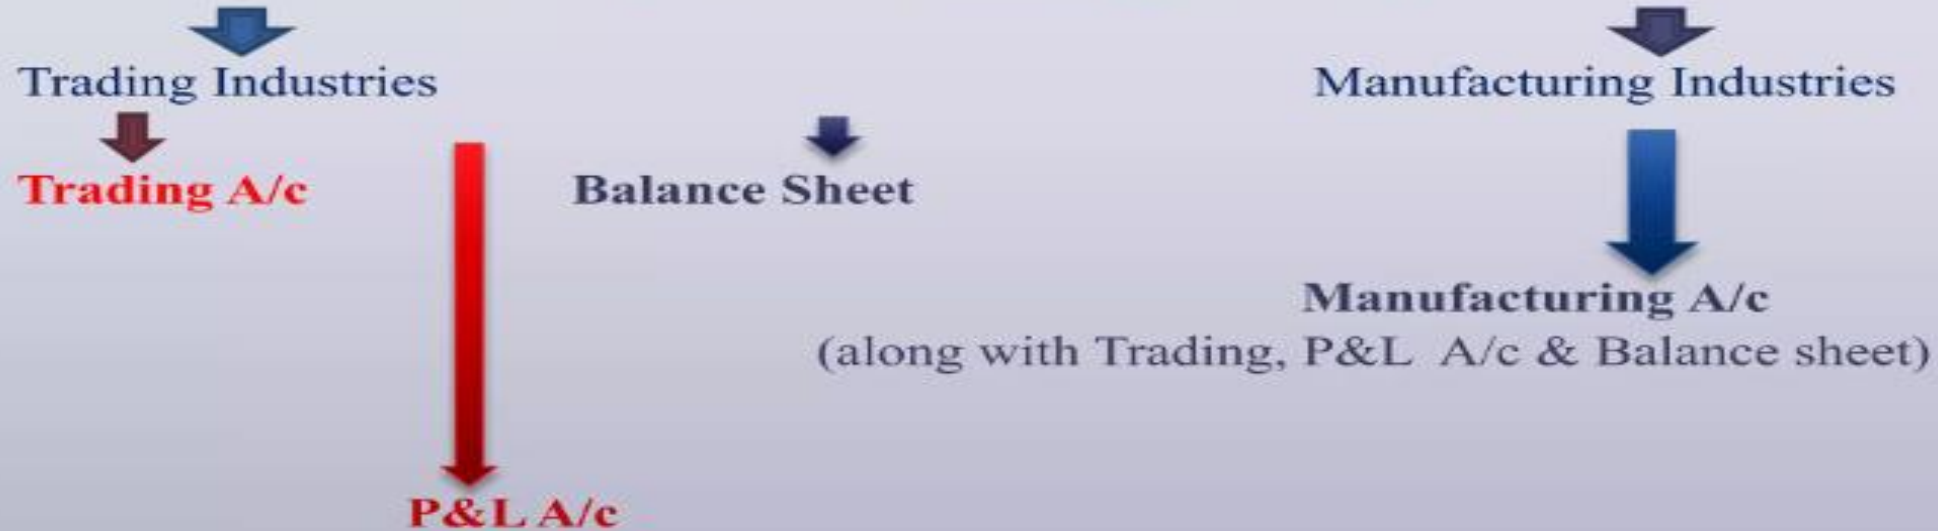 Trading Industries
Manufacturing Industries
Trading A/c
Balance Sheet
Manufacturing A/c
(along with Trading, P&L A/c & Balance sheet)
P&L A/c